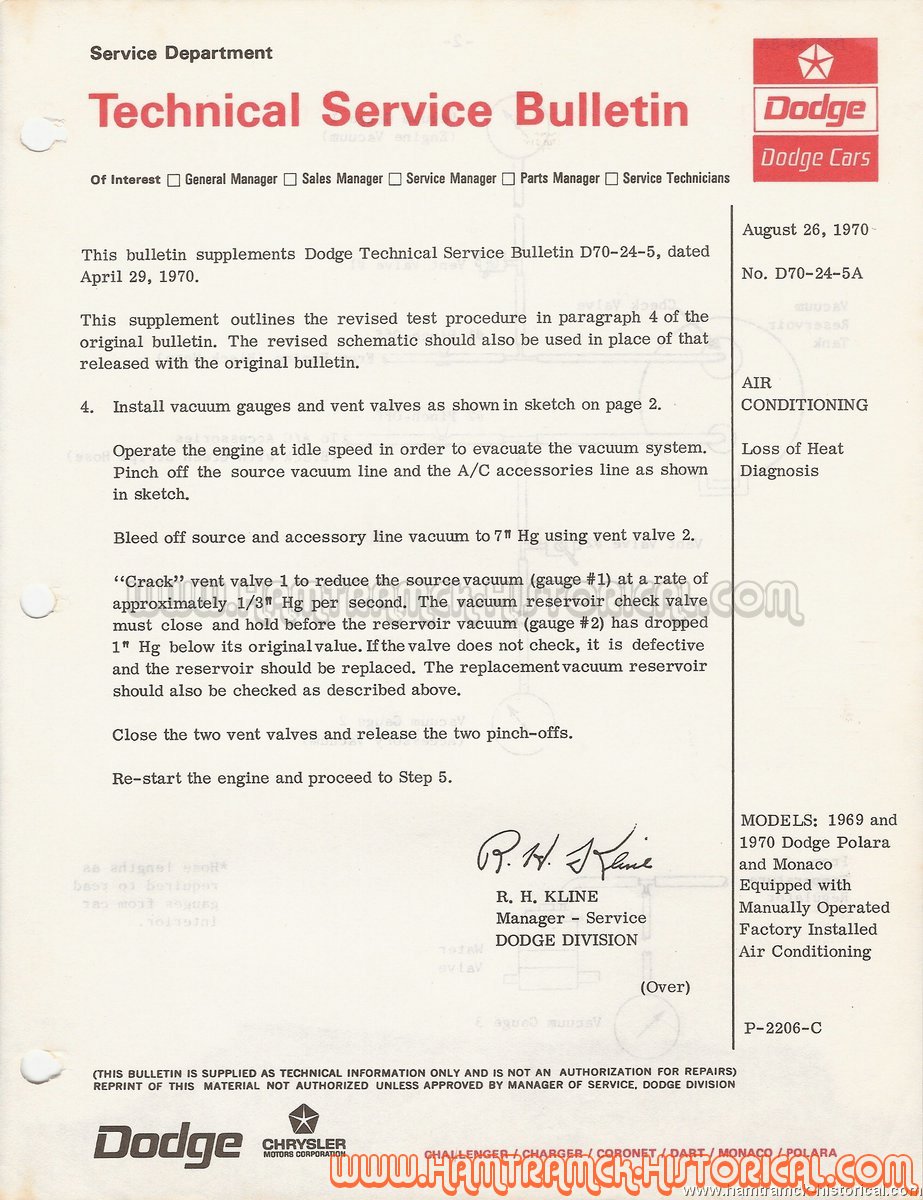 Service Department
Technical Service Bulletin
Dodge
Dodge Cars
Of Interest □ General Manager □ Sales Manager □ Service Manager □ Parts Manager □ Service Technicians
This bulletin supplements Dodge Technical Service Bulletin D70-24-5, dated
April 29, 1970.
This supplement outlines the revised test procedure in paragraph 4 of the
original bulletin. The revised schematic should also be used in place of that
released with the original bulletin.
4. Install vacuum gauges and vent valves as shown in sketch on page 2.
Operate the engine at idle speed in order to evacuate the vacuum system.
Pinch off the source vacuum line and the A/C accessories line as shown
in sketch.
Bleed off source and accessory line vacuum to 7" Hg using vent valve 2.
“Crack” vent valve 1 to reduce the source vacuum (gauge #1) at a rate of
approximately 1/3" Hg per second. The vacuum reservoir check valve
must close and hold before the reservoir vacuum (gauge #2) has dropped
1" Hg below its original value. If the valve does not check, it is defective
and the reservoir should be replaced. The replacement vacuum reservoir
should also be checked as described above.
Close the two vent valves and release the two pinch-offs.
Re-start the engine and proceed to Step 5.
R. H. Kline
R. H. KLINE
Manager - Service
DODGE DIVISION
(Over)
August 26, 1970
No. D70-24-5A
AIR
CONDITIONING
Loss of Heat
Diagnosis
MODELS: 1969 and
1970 Dodge Polara
and Monaco
Equipped with
Manually Operated
Factory Installed
Air Conditioning
P-2206-C
www.Hamtramck-Historical.com
(THIS BULLETIN IS SUPPLIED AS TECHNICAL INFORMATION ONLY AND IS NOT AN AUTHORIZATION FOR REPAIRS)
REPRINT OF THIS MATERIAL NOT AUTHORIZED UNLESS APPROVED BY MANAGER OF SERVICE, DODGE DIVISION
Dodge
CHRYSLER
MOTORS CORPORATION
CHALLENGER / CHARGER / CORONET / DART / MONACO / POLARA
www.Hamtramck-Historical.com
www.hamtramck-historical.com